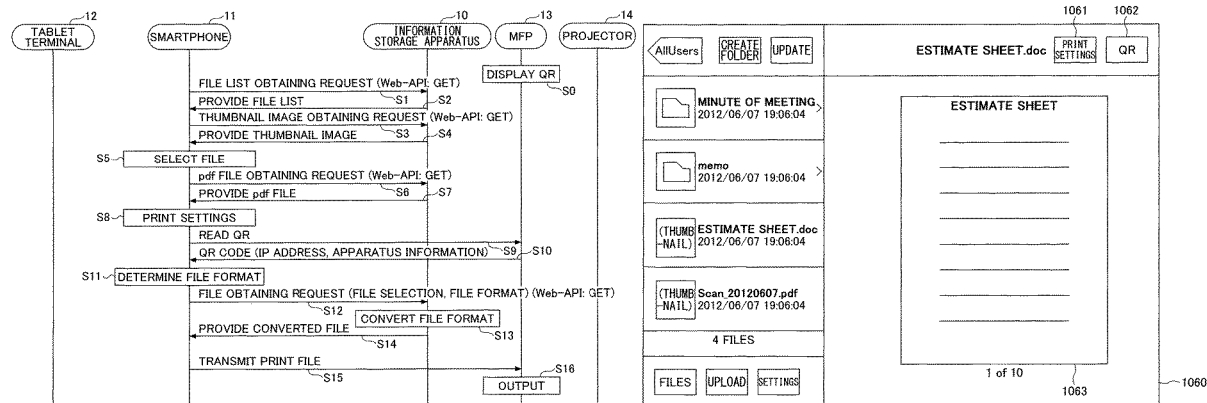 12
TABLET
TERMINAL
11
SMARTPHONE
10
INFORMATION
STORAGE APPARATUS
13
MFP
14
PROJECTOR
DISPLAY QR
S0
FILE LIST OBTAINING REQUEST (Web-API: GET)
S1
S2
PROVIDE FILE LIST
THUMBNAIL IMAGE OBTAINING REQUEST (Web-API: GET)
S3
S4
PROVIDE THUMBNAIL IMAGE
S5
SELECT FILE
pdf FILE OBTAINING REQUEST (Web-API: GET)
S6
S7
PROVIDE pdf FILE
S8
PRINT SETTINGS
READ QR
S9
S10
QR CODE (IP ADDRESS, APPARATUS INFORMATION)
S11
DETERMINE FILE FORMAT
FILE OBTAINING REQUEST (FILE SELECTION, FILE FORMAT) (Web-API: GET)
S12
CONVERT FILE FORMAT
S13
PROVIDE CONVERTED FILE
S14
TRANSMIT PRINT FILE
S15
S16
OUTPUT
1061
1062
AllUsers
CREATE
FOLDER
UPDATE
ESTIMATE SHEET.doc
PRINT
SETTINGS
QR
MINUTE OF MEETING
2012/06/07 19:06:04
memo
2012/06/07 19:06:04
(THUMB
-NAIL)
ESTIMATE SHEET.doc
2012/06/07 19:06:04
(THUMB
-NAIL)
Scan_20120607.pdf
2012/06/07 19:06:04
4 FILES
FILES
UPLOAD
SETTINGS
ESTIMATE SHEET
1 of 10
1063
1060